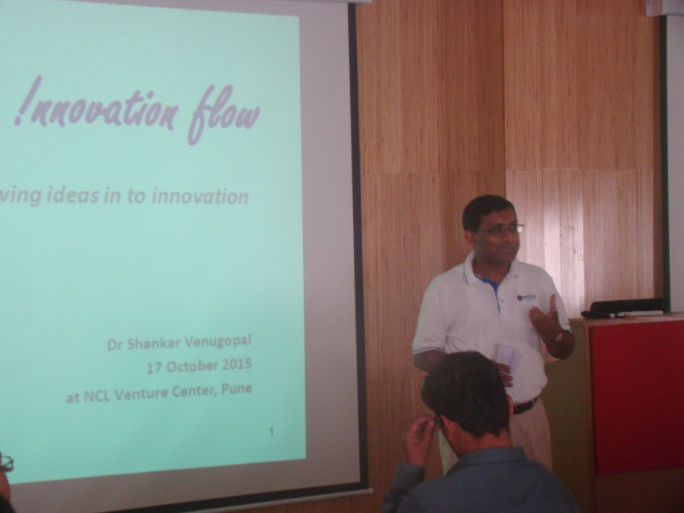 !nnovation flow
ving ideas in to innovation
Dr Shankar Venugopal
17 October 2015
at NCL Venture Center, Pune
1